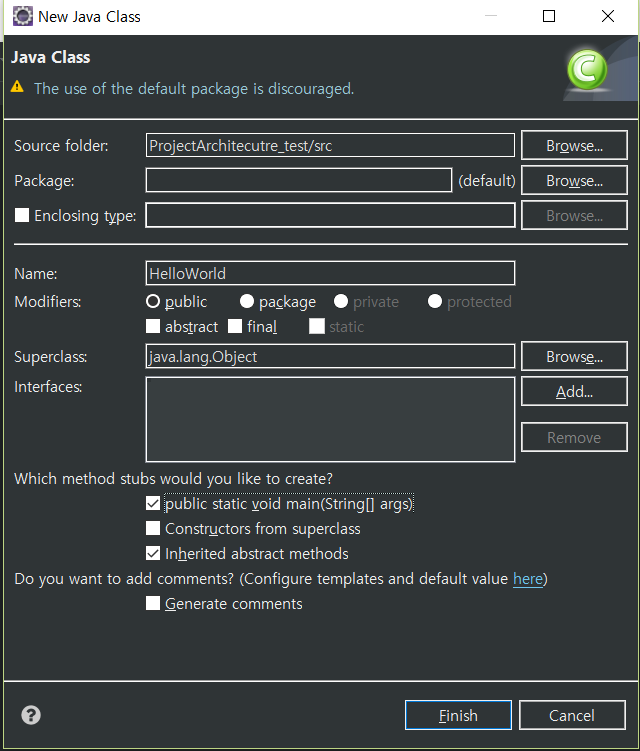 New Java Class
Java Class
The use of the default package is discouraged.
Source folder: ProjectArchitecutre_test/src Browse...
Package: (default) Browse...
Enclosing type: Browse...
Name: HelloWorld
Modifiers: public package private protected
abstract final static
Superclass: java.lang.Object Browse...
Interfaces: Add...
Remove
Which method stubs would you like to create?
public static void main(String[] args)
Constructors from superclass
Inherited abstract methods
Do you want to add comments? (Configure templates and default value here)
Generate comments
? Finish Cancel